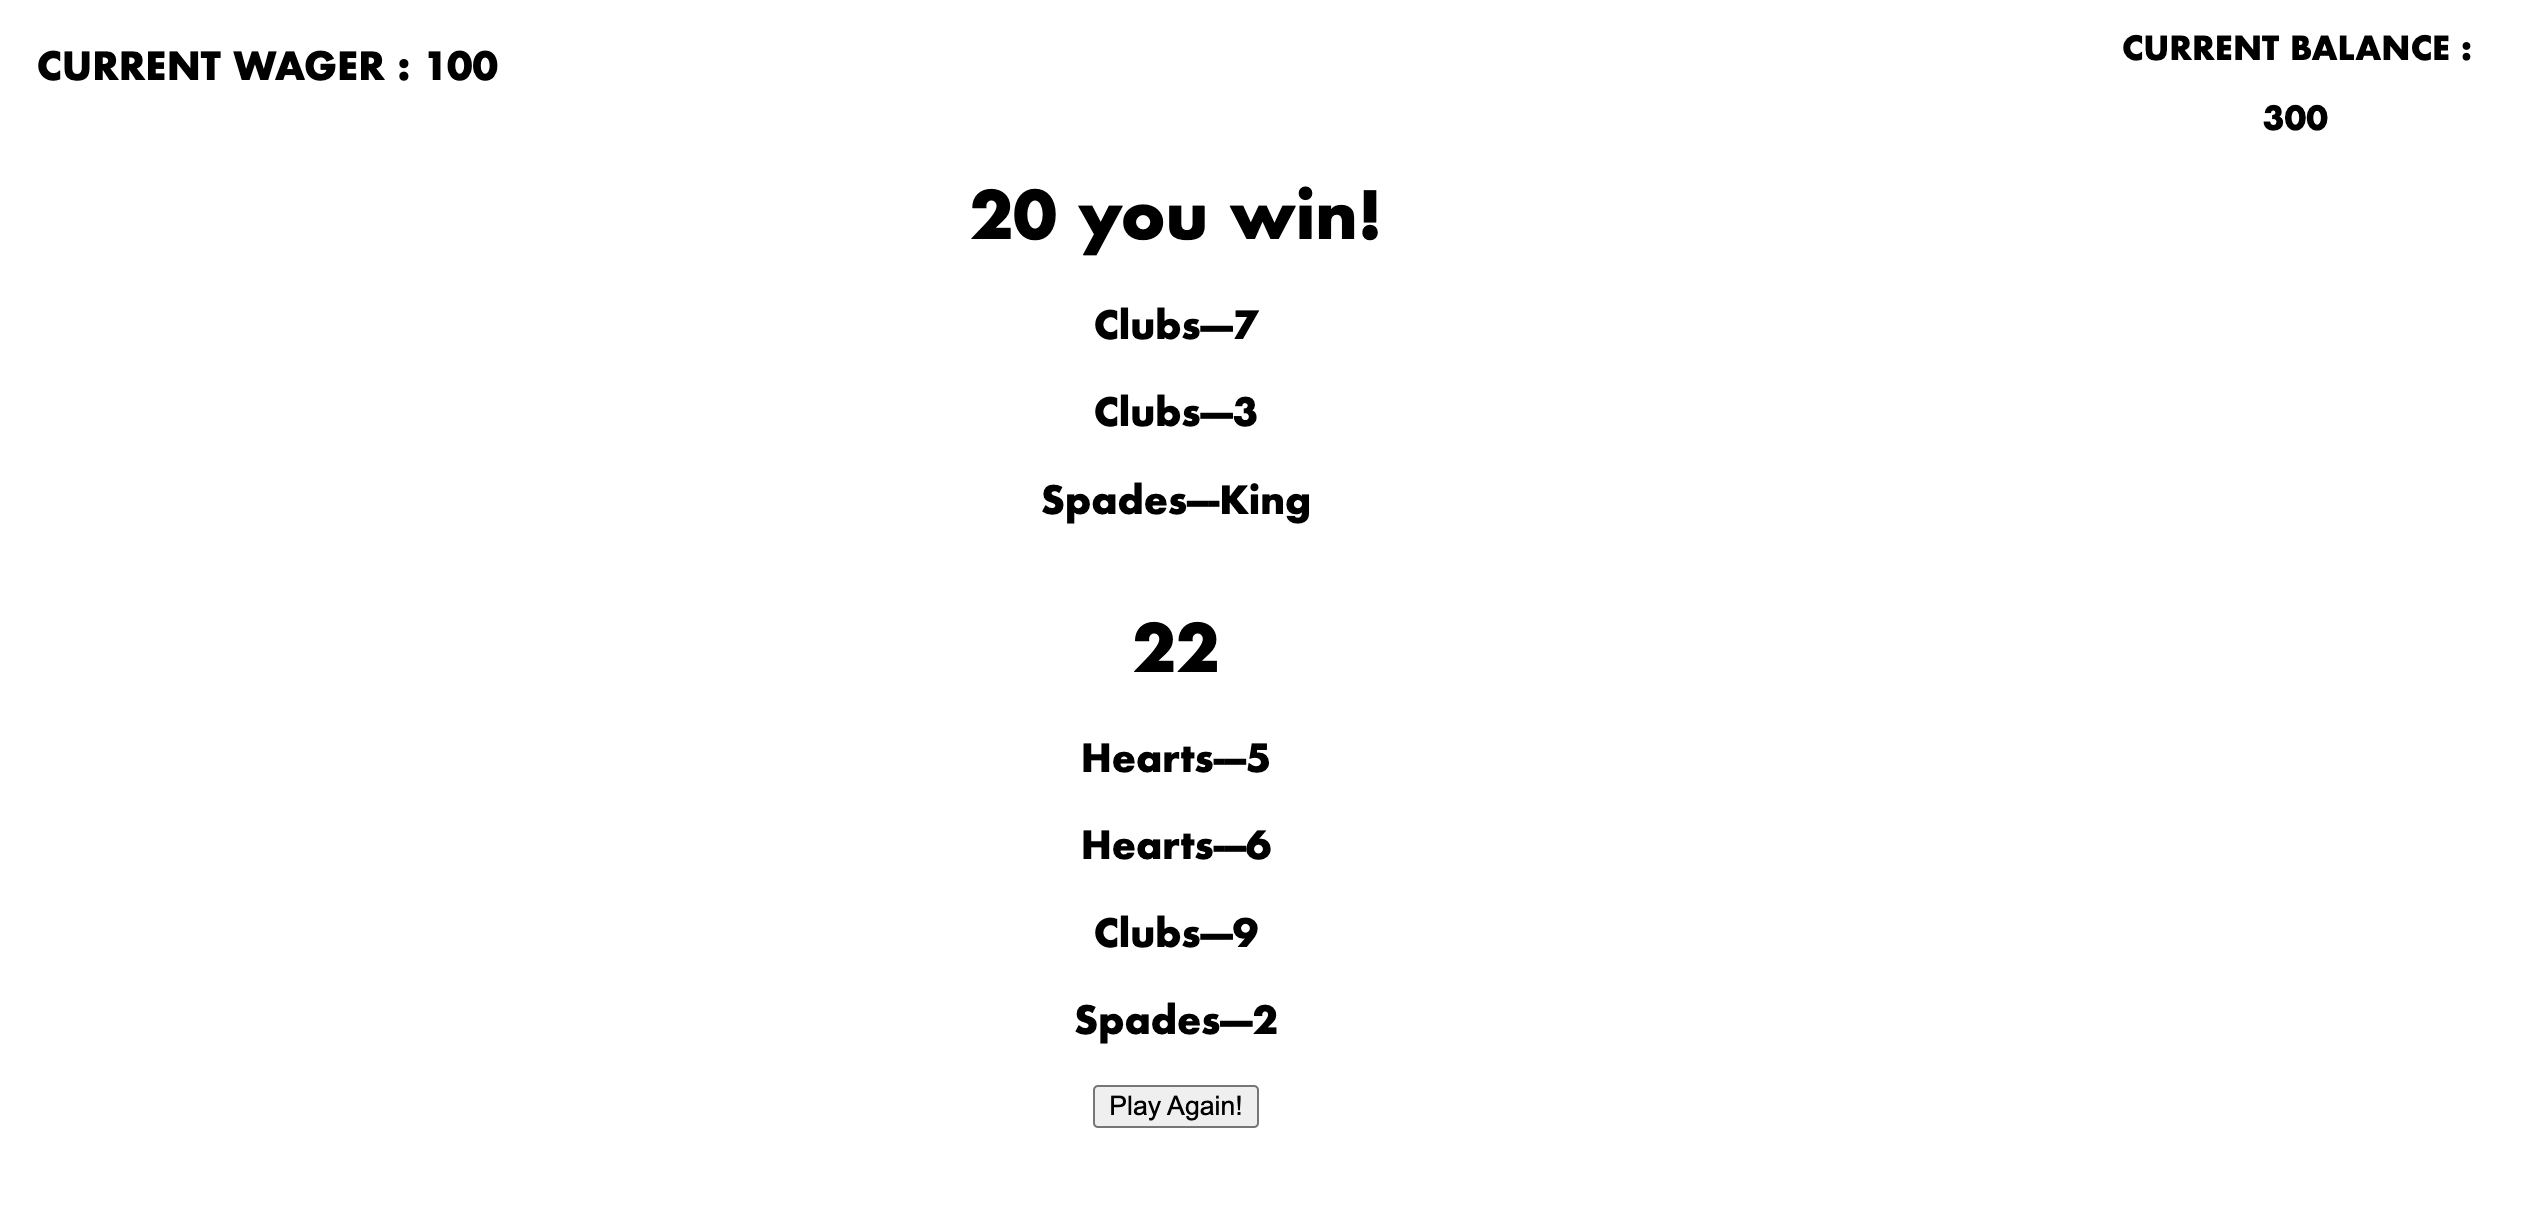 CURRENT WAGER : 100
CURRENT BALANCE :
300
20 you win!
Clubs—7
Clubs—3
Spades—King
22
Hearts—5
Hearts—6
Clubs—9
Spades—2
Play Again!